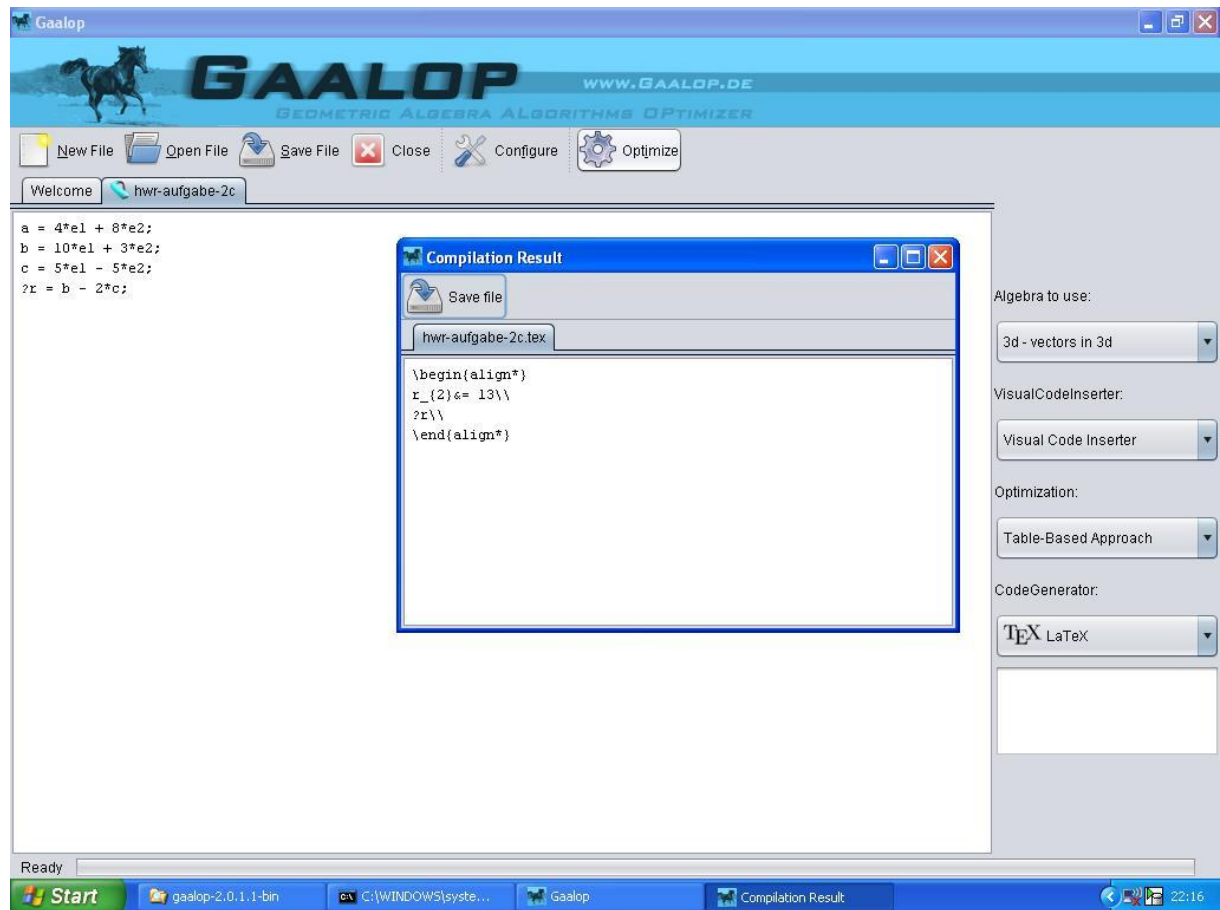 Gaalop
GAALOP
WWW.GAALOP.DE
GEOMETRIC ALGEBRA ALGORITHMS OPTIMIZER
New File Open File Save File Close Configure Optimize
Welcome hwr-aufgabe-2c
a = 4*e1 + 8*e2;
b = 10*e1 + 3*e2;
c = 5*e1 - 5*e2;
?r = b - 2*c;
Compilation Result
Save file
hwr-aufgabe-2c.tex
\begin{align*}
r_{2}&= 13\\
?r\\
\end{align*}
Algebra to use:
3d - vectors in 3d
VisualCodeInserter:
Visual Code Inserter
Optimization:
Table-Based Approach
CodeGenerator:
TEX LaTeX
Ready
Start gaalop-2.0.1.1-bin C:\WINDOWS\syste... Gaalop Compilation Result 22:16